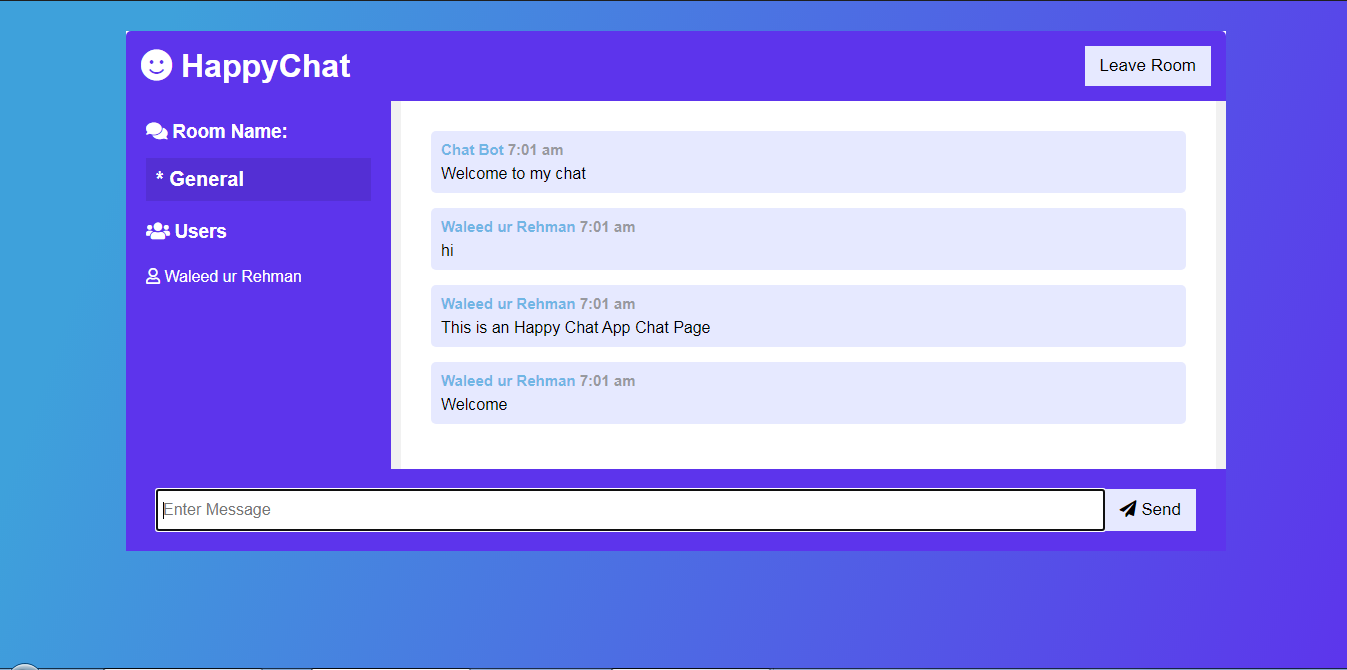 HappyChat
Leave Room
Room Name:
* General
Users
Waleed ur Rehman
Chat Bot 7:01 am
Welcome to my chat
Waleed ur Rehman 7:01 am
hi
Waleed ur Rehman 7:01 am
This is an Happy Chat App Chat Page
Waleed ur Rehman 7:01 am
Welcome
Enter Message
Send